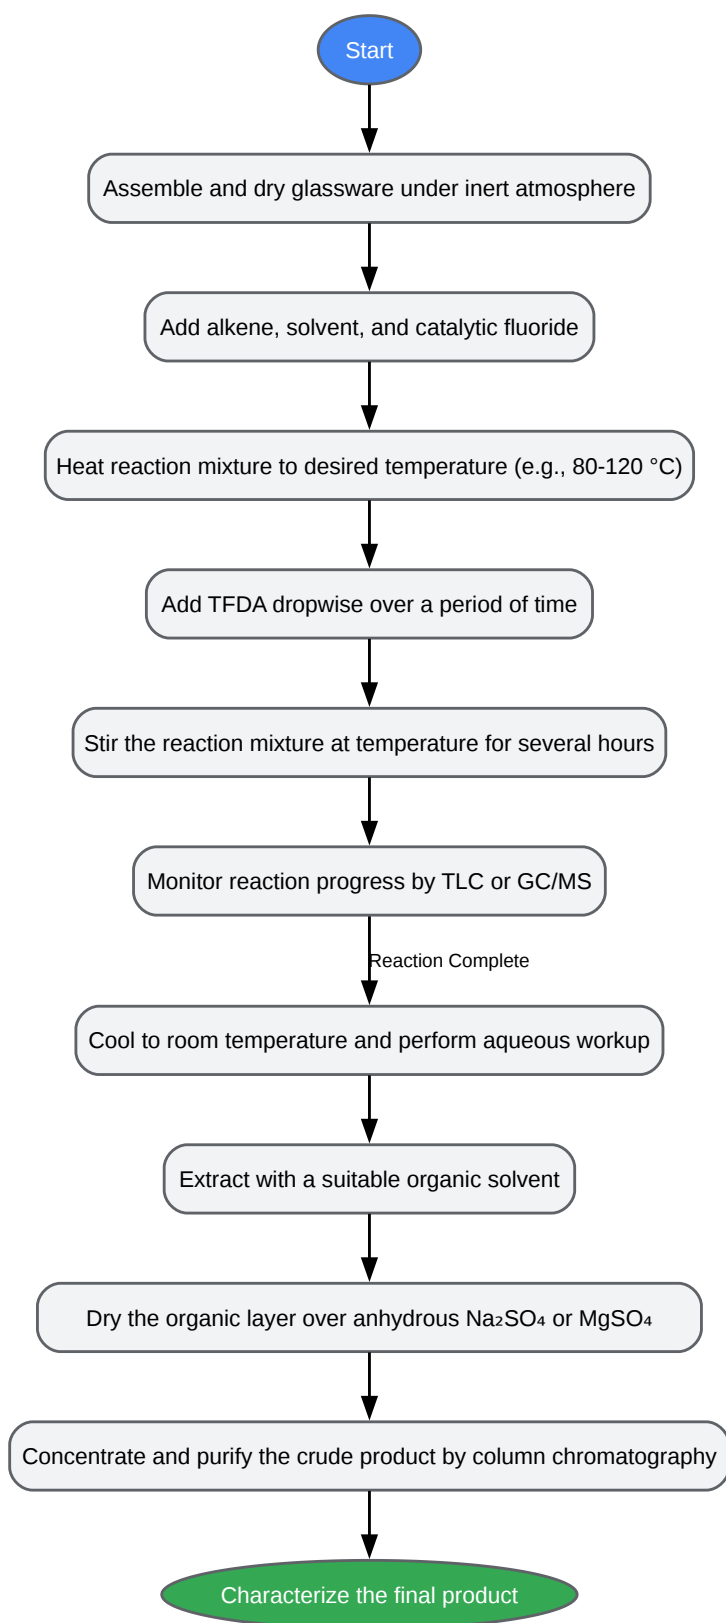 Start
Assemble and dry glassware under inert atmosphere
Add alkene, solvent, and catalytic fluoride
Heat reaction mixture to desired temperature (e.g., 80-120 °C)
Add TFDA dropwise over a period of time
Stir the reaction mixture at temperature for several hours
Monitor reaction progress by TLC or GC/MS
Reaction Complete
Cool to room temperature and perform aqueous workup
Extract with a suitable organic solvent
Dry the organic layer over anhydrous Na₂SO₄ or MgSO₄
Concentrate and purify the crude product by column chromatography
Characterize the final product